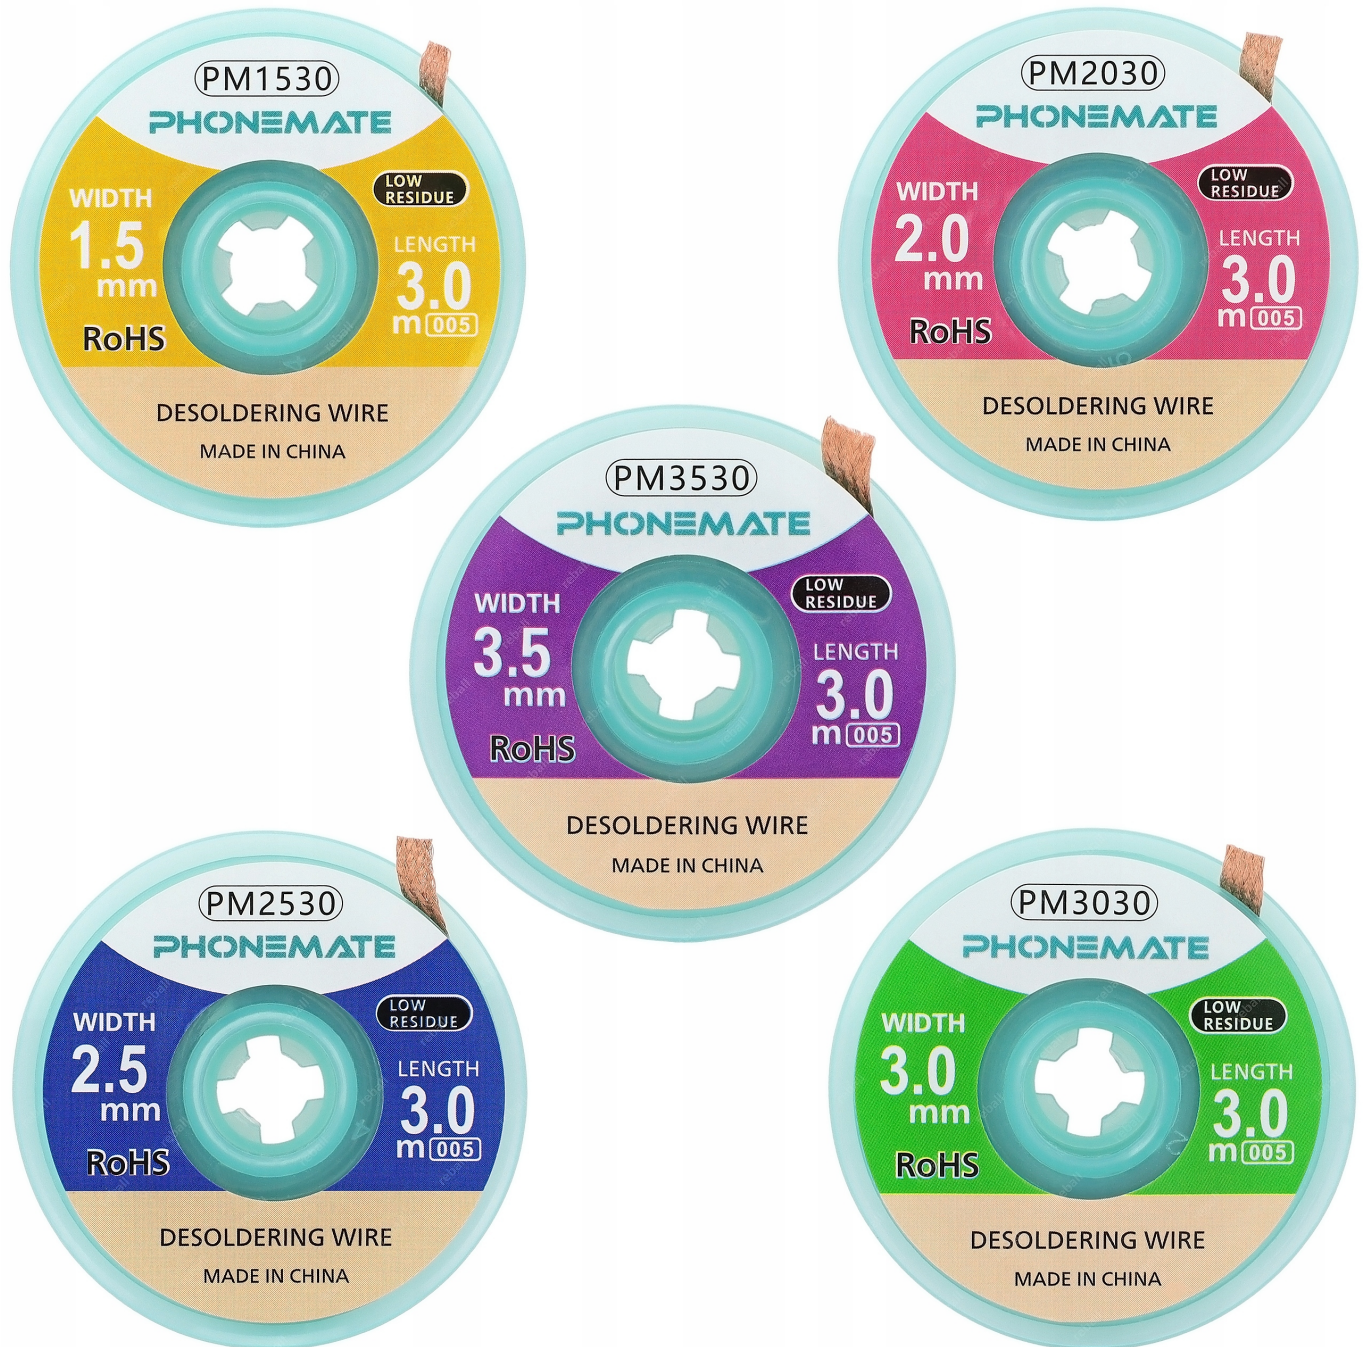 PM1530
PHONEMATE
WIDTH
1.5
mm
RoHS
LOW
RESIDUE
LENGTH
3.0
m 005
DESOLDERING WIRE
MADE IN CHINA
PM2030
PHONEMATE
WIDTH
2.0
mm
RoHS
LOW
RESIDUE
LENGTH
3.0
m 005
DESOLDERING WIRE
MADE IN CHINA
PM3530
PHONEMATE
WIDTH
3.5
mm
RoHS
LOW
RESIDUE
LENGTH
3.0
m 005
DESOLDERING WIRE
MADE IN CHINA
PM2530
PHONEMATE
WIDTH
2.5
mm
RoHS
LOW
RESIDUE
LENGTH
3.0
m 005
DESOLDERING WIRE
MADE IN CHINA
PM3030
PHONEMATE
WIDTH
3.0
mm
RoHS
LOW
RESIDUE
LENGTH
3.0
m 005
DESOLDERING WIRE
MADE IN CHINA